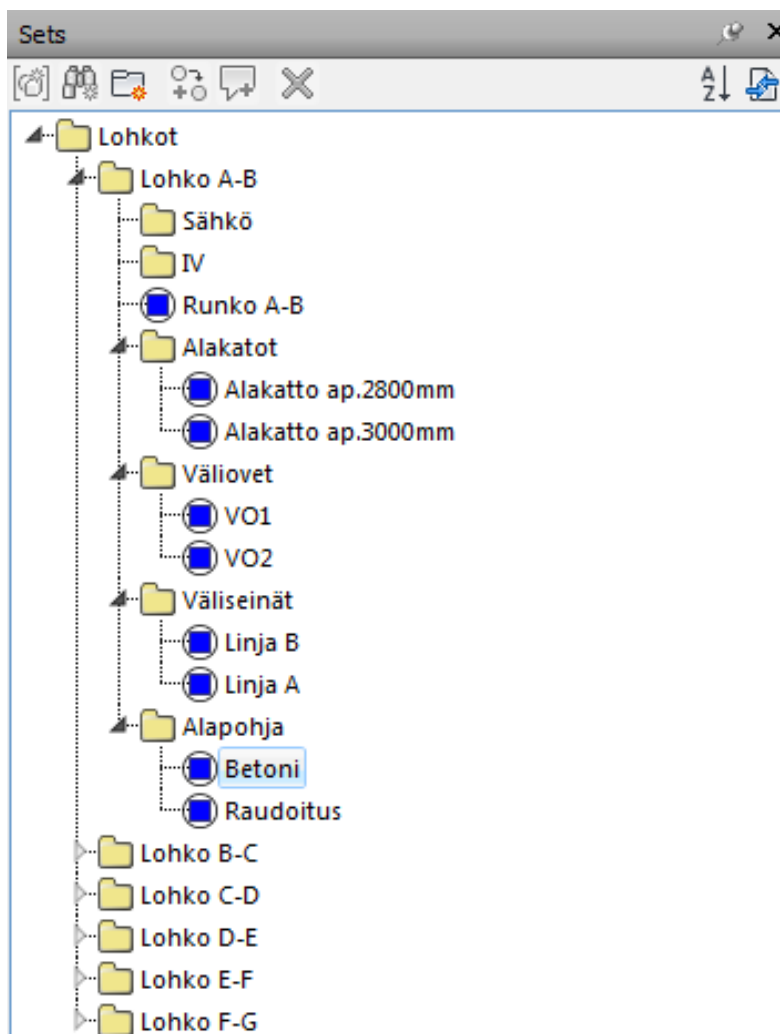 Sets
Lohkot
Lohko A-B
Sähkö
IV
Runko A-B
Alakatot
Alakatto ap.2800mm
Alakatto ap.3000mm
Väliovet
VO1
VO2
Väliseinät
Linja B
Linja A
Alapohja
Betoni
Raudoitus
Lohko B-C
Lohko C-D
Lohko D-E
Lohko E-F
Lohko F-G